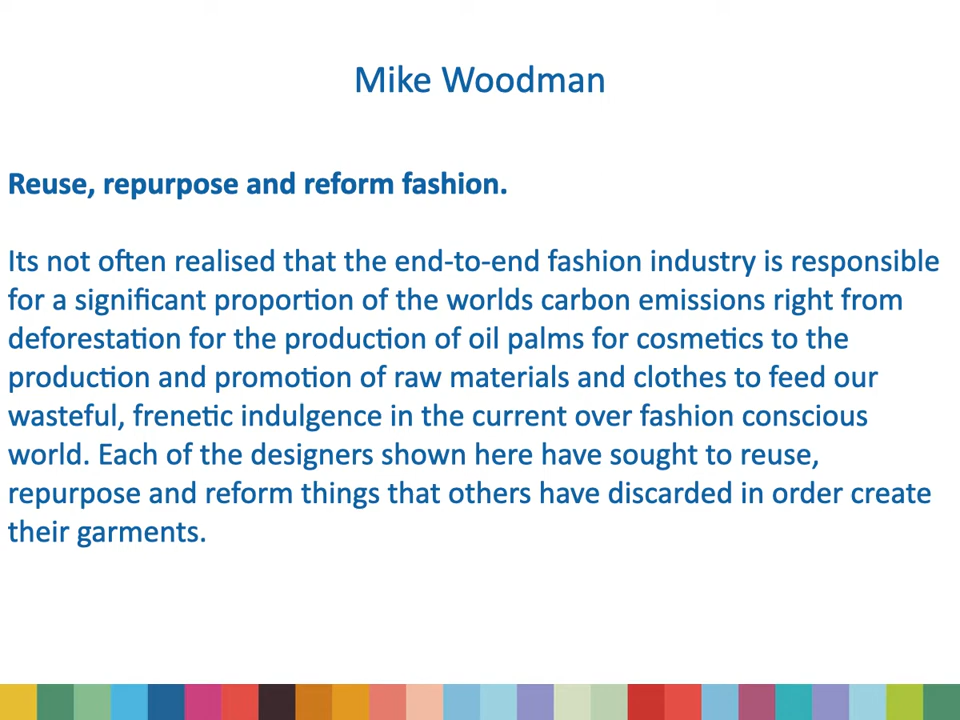 Mike Woodman
Reuse, repurpose and reform fashion.
Its not often realised that the end-to-end fashion industry is responsible
for a significant proportion of the worlds carbon emissions right from
deforestation for the production of oil palms for cosmetics to the
production and promotion of raw materials and clothes to feed our
wasteful, frenetic indulgence in the current over fashion conscious
world. Each of the designers shown here have sought to reuse,
repurpose and reform things that others have discarded in order create
their garments.